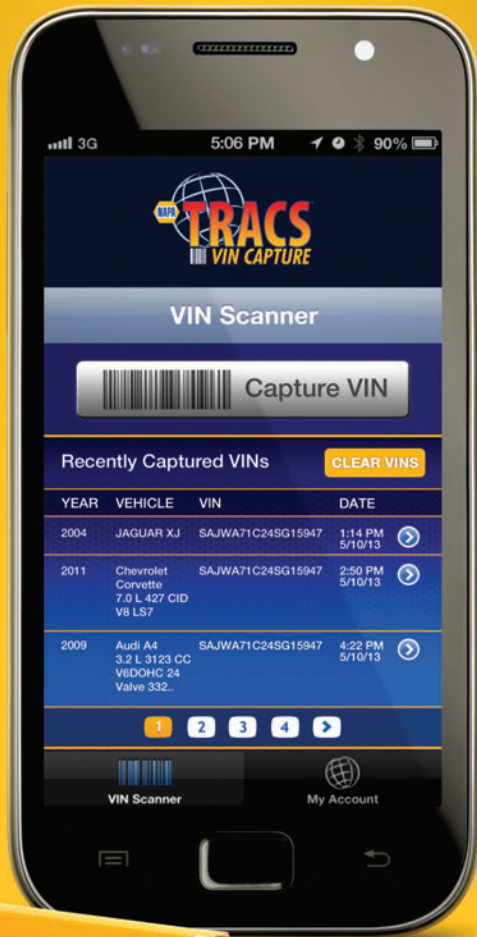 3G 5:06 PM 90%
NAPA
TRACS
VIN CAPTURE
VIN Scanner
Capture VIN
Recently Captured VINs CLEAR VINS
YEAR VEHICLE VIN DATE
2004 JAGUAR XJ SAJWA71C24SG15947 1:14 PM
5/10/13
2011 Chevrolet SAJWA71C24SG15947 2:50 PM
Corvette 5/10/13
7.0 L 427 CID
V8 LS7
2009 Audi A4 SAJWA71C24SG15947 4:22 PM
3.2 L 3123 CC 5/10/13
V6DOHC 24
Valve 332..
1 2 3 4 >
VIN Scanner My Account